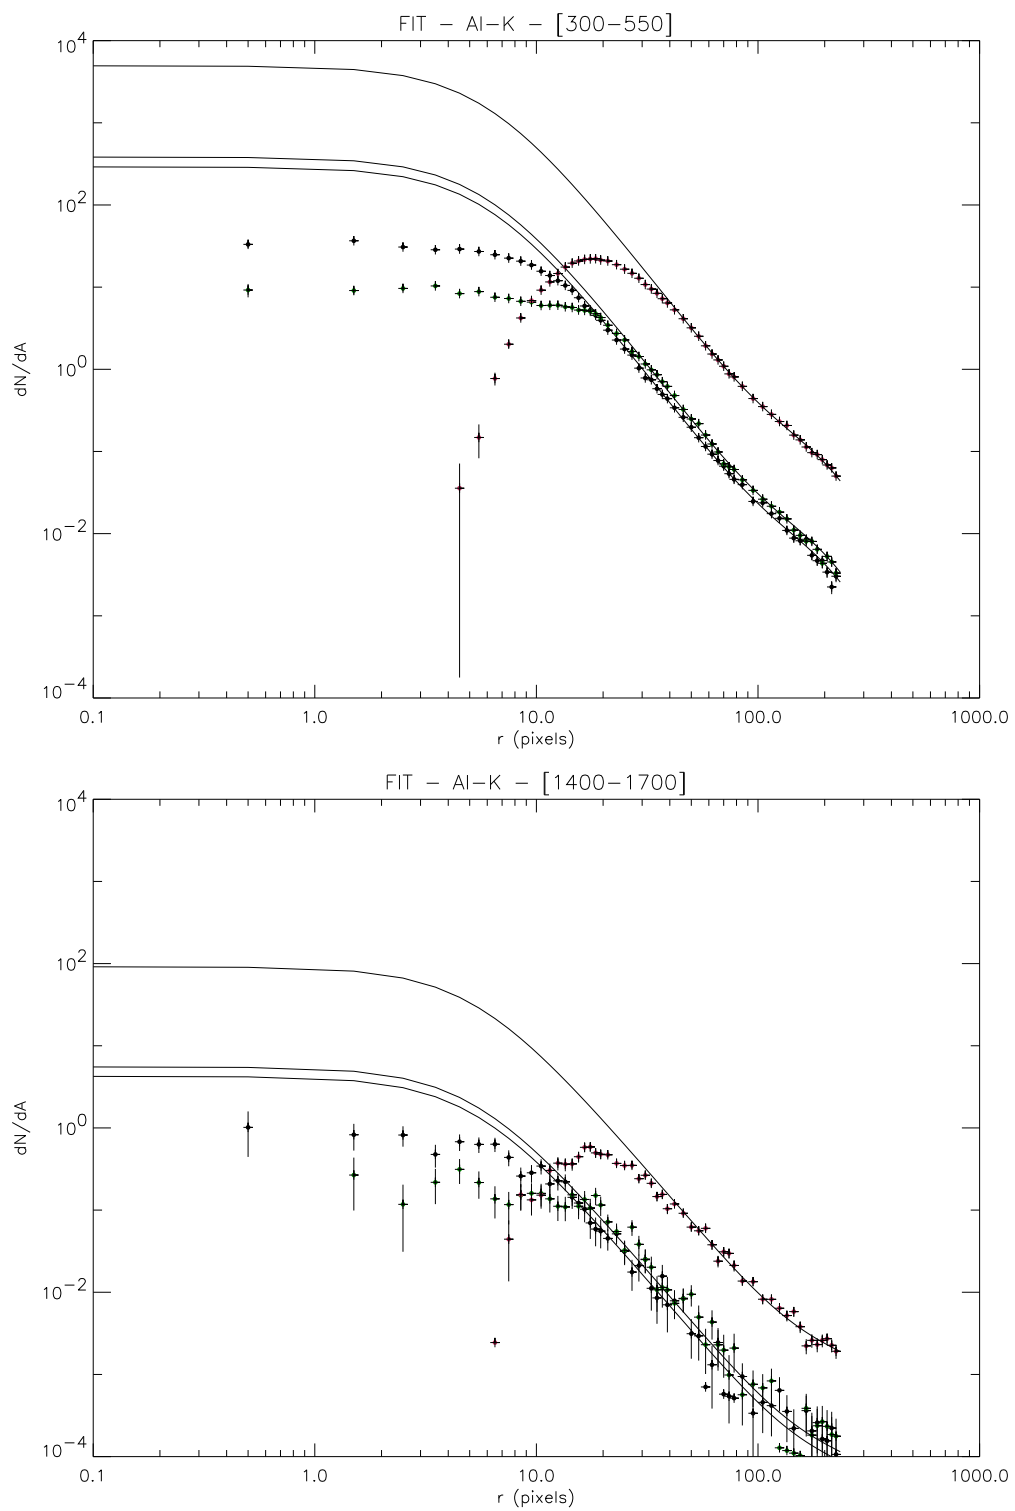 FIT – Al–K – [300–550]
10^4
10^2
10^0
10^−2
10^−4
dN/dA
0.1 1.0 10.0 100.0 1000.0
r (pixels)
FIT – Al–K – [1400–1700]
10^4
10^2
10^0
10^−2
10^−4
dN/dA
0.1 1.0 10.0 100.0 1000.0
r (pixels)